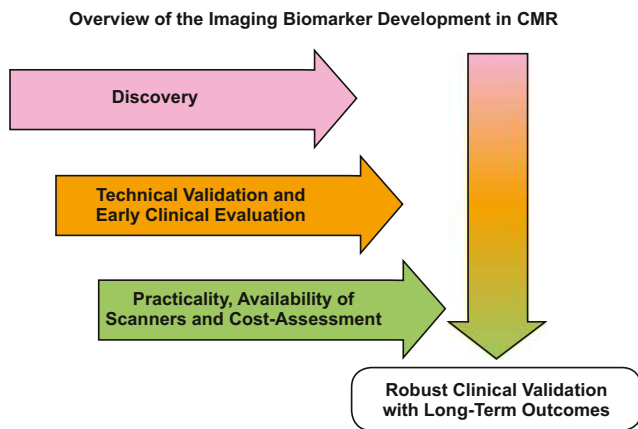 Overview of the Imaging Biomarker Development in CMR
Discovery
Technical Validation and
Early Clinical Evaluation
Practicality, Availability of
Scanners and Cost-Assessment
Robust Clinical Validation
with Long-Term Outcomes